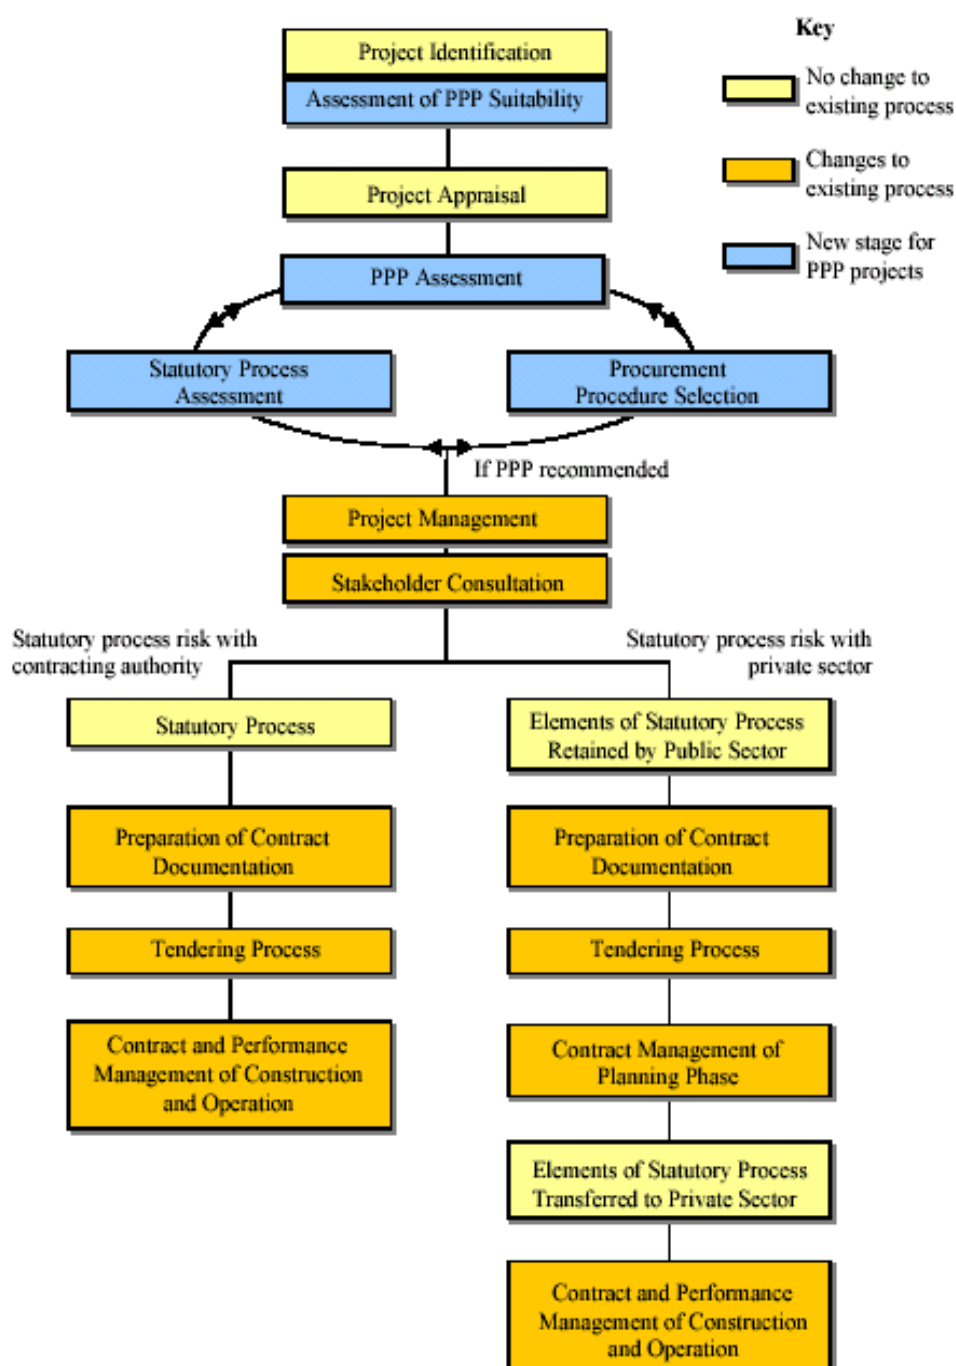 Key
Project Identification
Assessment of PPP Suitability
No change to
existing process
Changes to
existing process
New stage for
PPP projects
Project Appraisal
PPP Assessment
Statutory Process
Assessment
Procurement
Procedure Selection
If PPP recommended
Project Management
Stakeholder Consultation
Statutory process risk with
contracting authority
Statutory process risk with
private sector
Statutory Process
Preparation of Contract
Documentation
Tendering Process
Contract and Performance
Management of Construction
and Operation
Elements of Statutory Process
Retained by Public Sector
Preparation of Contract
Documentation
Tendering Process
Contract Management of
Planning Phase
Elements of Statutory Process
Transferred to Private Sector
Contract and Performance
Management of Construction
and Operation